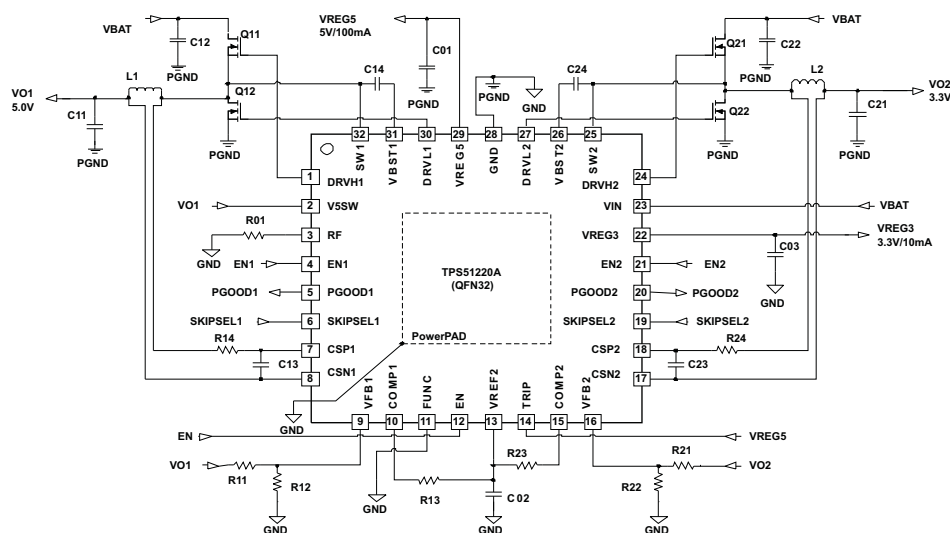 VBAT
Q11
C12
PGND
VREG5
5V/100mA
C01
PGND
PGND
GND
Q21
VBAT
C22
PGND
L1
VO1
5.0V
C11
PGND
Q12
PGND
C14
C24
Q22
PGND
L2
VO2
3.3V
C21
PGND
32 31 30 29 28 27 26 25
SW1 VBST1 DRVL1 VREG5 GND DRVL2 VBST2 SW2
1 DRVH1
DRVH2 24
VO1 2 V5SW
VIN 23 VBAT
R01 3 RF
GND
VREG3 22 VREG3
3.3V/10mA
C03
GND
EN1 4 EN1
EN2 21 EN2
PGOOD1 5 PGOOD1
PGOOD2 20 PGOOD2
SKIPSEL1 6 SKIPSEL1
SKIPSEL2 19 SKIPSEL2
TPS51220A
(QFN32)
PowerPAD
R14 7 CSP1
CSP2 18 R24
C13
C23
8 CSN1
CSN2 17
GND
VFB1 COMP1 FUNC EN VREF2 TRIP COMP2 VFB2
9 10 11 12 13 14 15 16
EN
VREG5
VO1
R11
R12
GND
GND
R13
R23
C02
GND
R21
VO2
R22
GND